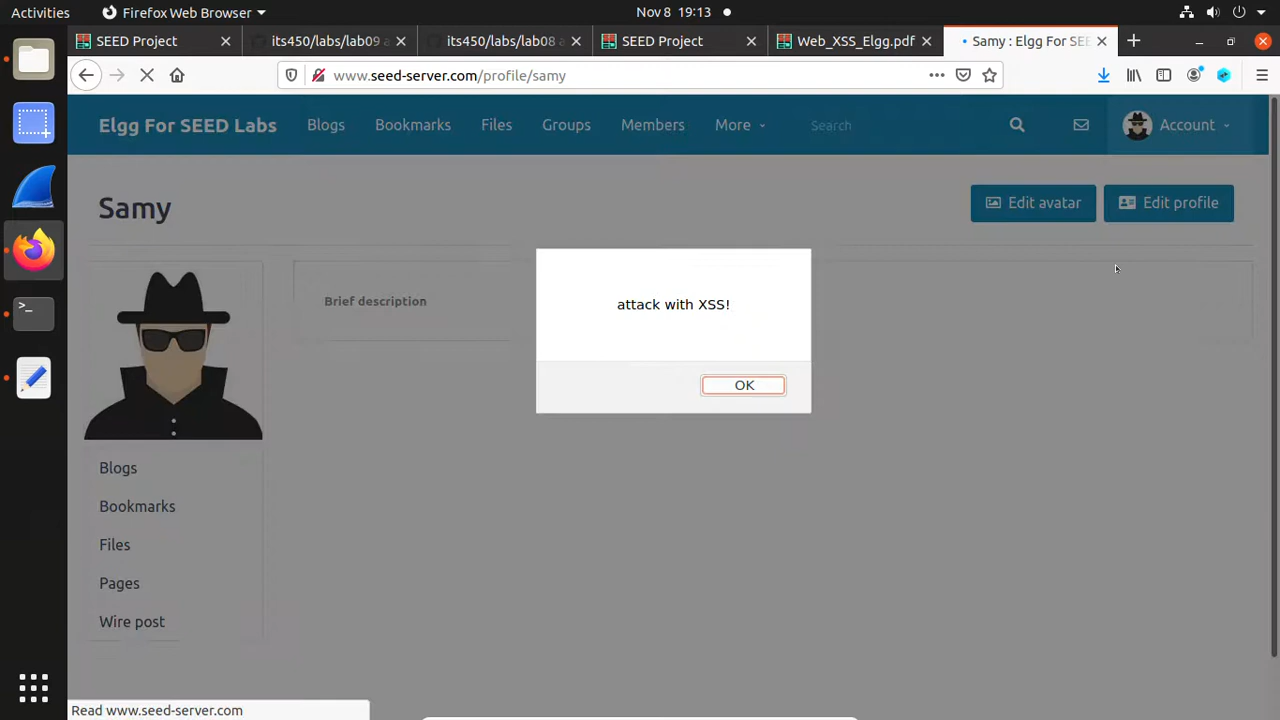 Activities Firefox Web Browser Nov 8 19:13
SEED Project its450/labs/lab09 its450/labs/lab08 SEED Project Web_XSS_Elgg.pdf Samy : Elgg For SEE
www.seed-server.com/profile/samy
Elgg For SEED Labs Blogs Bookmarks Files Groups Members More Search Account
Samy Edit avatar Edit profile
attack with XSS!
Brief description
OK
Blogs
Bookmarks
Files
Pages
Wire post
Read www.seed-server.com